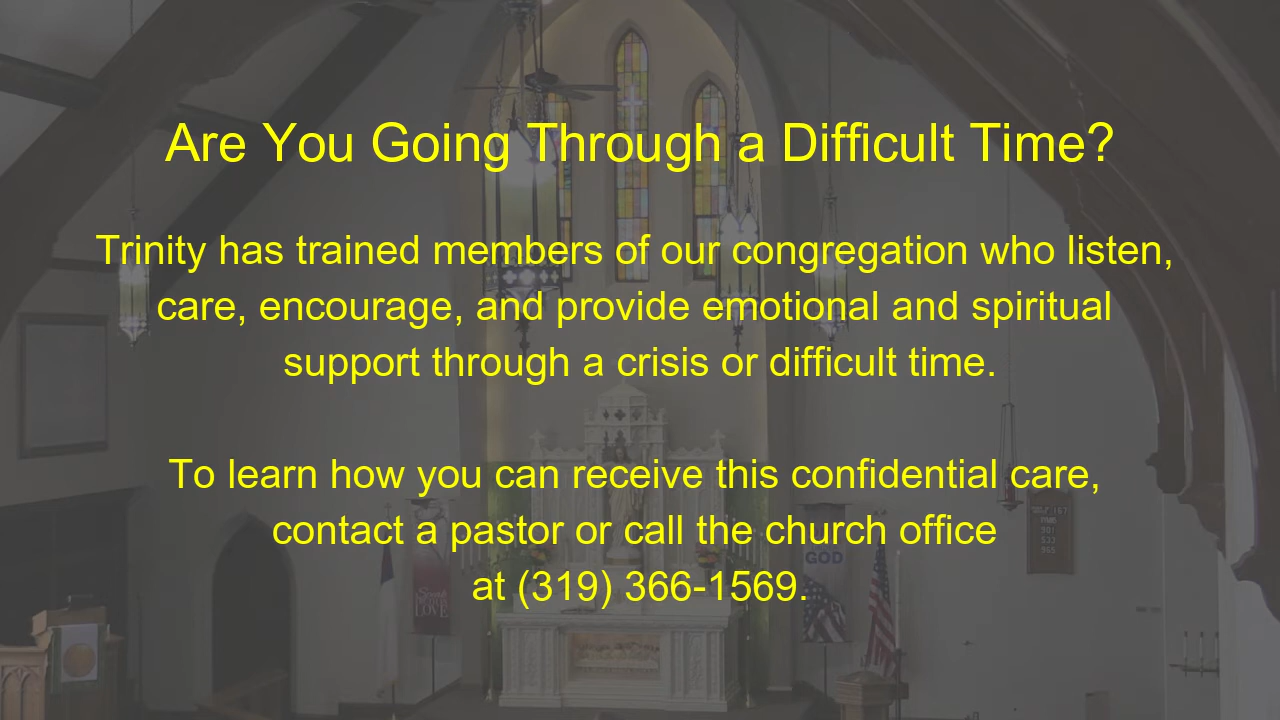 Are You Going Through a Difficult Time?
Trinity has trained members of our congregation who listen,
care, encourage, and provide emotional and spiritual
support through a crisis or difficult time.
To learn how you can receive this confidential care,
contact a pastor or call the church office
at (319) 366-1569.
GOD
LOVE